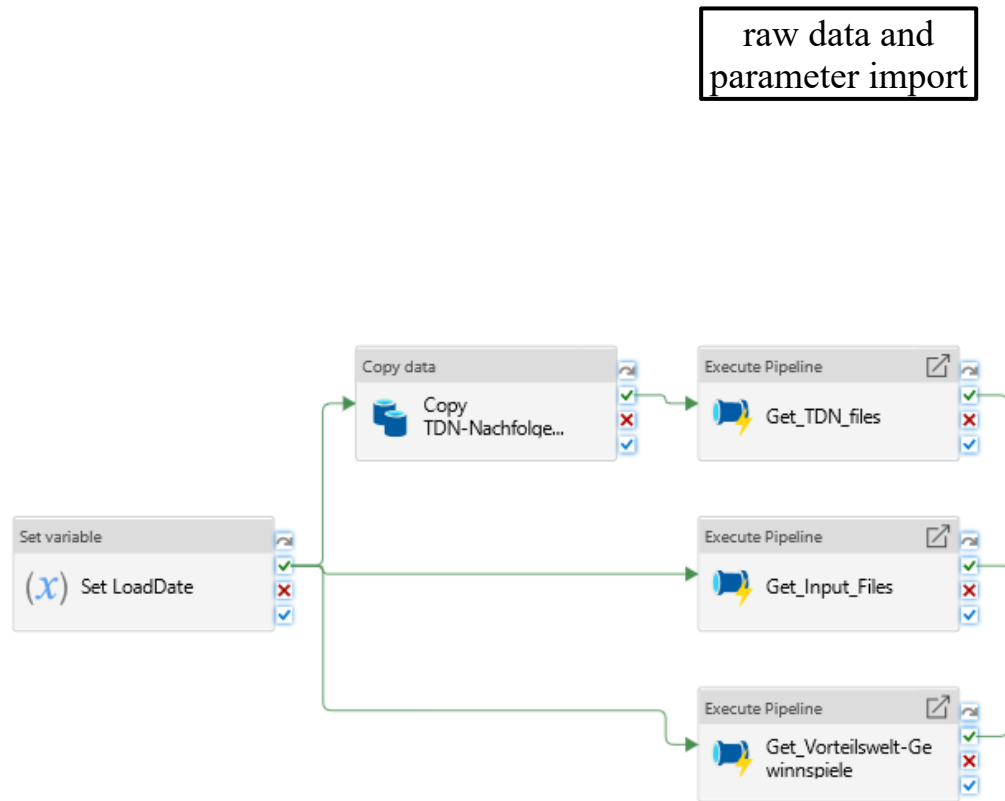 raw data and
parameter import
Copy data
Copy
TDN-Nachfolge...
Execute Pipeline
Get_TDN_files
Set variable
(x) Set LoadDate
Execute Pipeline
Get_Input_Files
Execute Pipeline
Get_Vorteilswelt-Ge
winnspiele